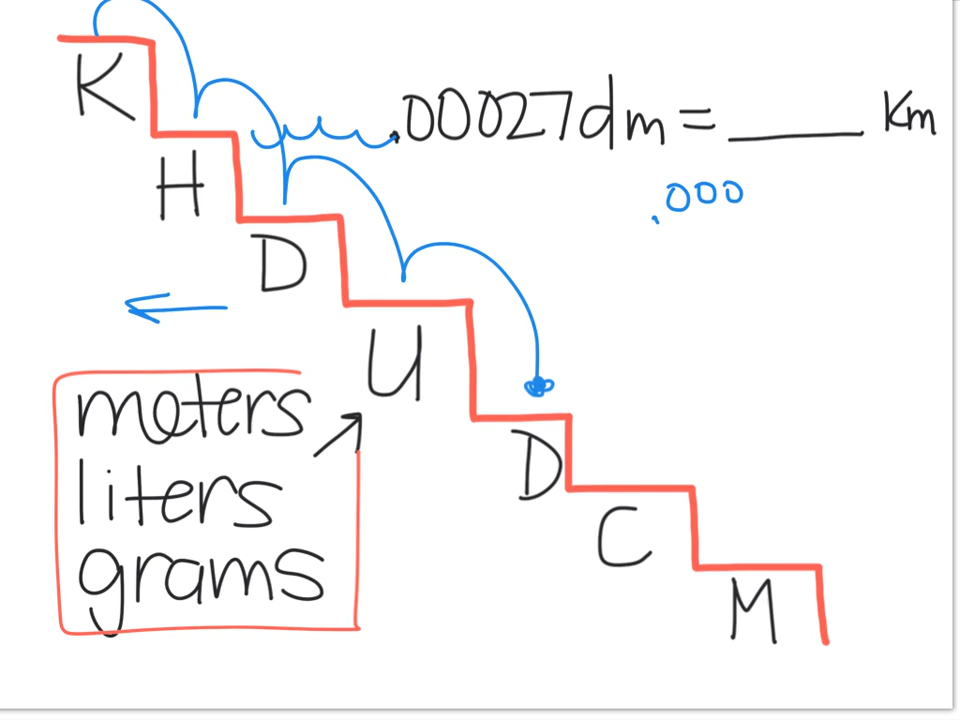 K
.00027dm = ____ Km
H
.000
D
U
meters
liters
grams
D
C
M